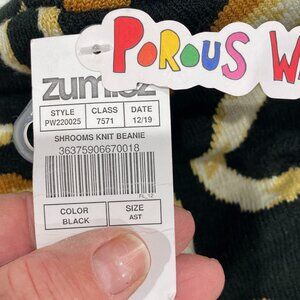 POROUS W
zumiez
STYLE CLASS DATE
PW220025 7571 12/19
SHROOMS KNIT BEANIE
36375906670018
COLOR SIZE
BLACK AST